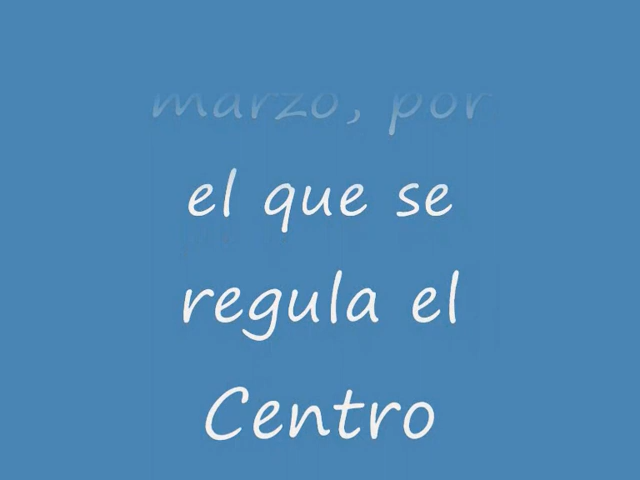 marzo, por
el que se
regula el
Centro